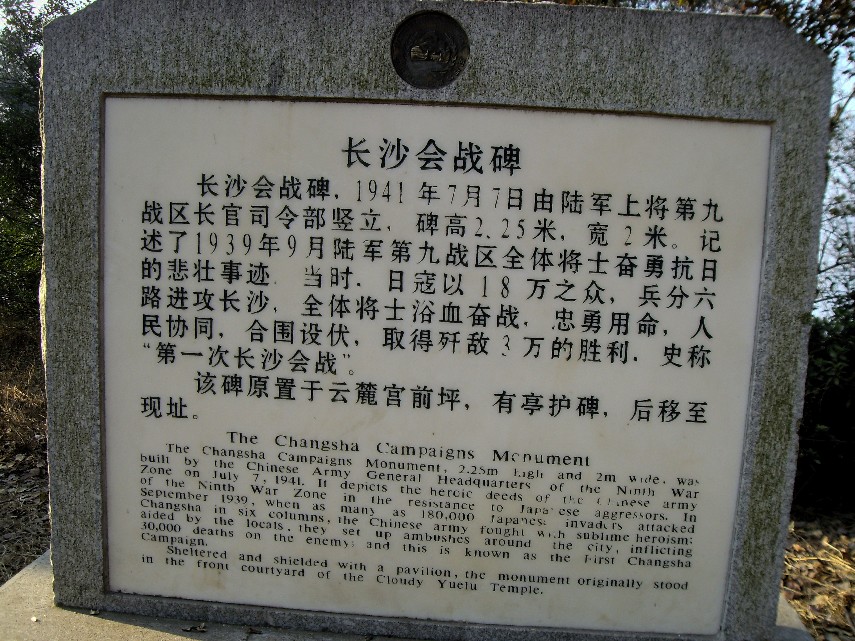 长沙会战碑
长沙会战碑，1941年7月7日由陆军上将第九
战区长官司令部竖立，碑高2.25米，宽2米。记
述了1939年9月陆军第九战区全体将士奋勇抗日
的悲壮事迹。当时，日寇以18万之众，兵分六
路进攻长沙，全体将士浴血奋战，忠勇用命，人
民协同，合围设伏，取得歼敌3万的胜利，史称
“第一次长沙会战”。
该碑原置于云麓宫前坪，有亭护碑，后移至
现址。
The Changsha Campaigns Monument
The Changsha Campaigns Monument, 2.25m high and 2m wide, was
built by the Chinese Army General Headquarters of the Ninth War
Zone on July 7, 1941. It depicts the heroic deeds of the Chinese army
of the Ninth War Zone in the resistance to Japanese aggressors. In
September 1939, when as many as 180,000 Japanese invaders attacked
Changsha in six columns, the Chinese army fought with sublime heroism;
aided by the locals, they set up ambushes around the city, inflicting
30,000 deaths on the enemy; and this is known as the First Changsha
Campaign.
Sheltered and shielded with a pavilion, the monument originally stood
in the front courtyard of the Cloudy Yuelu Temple.